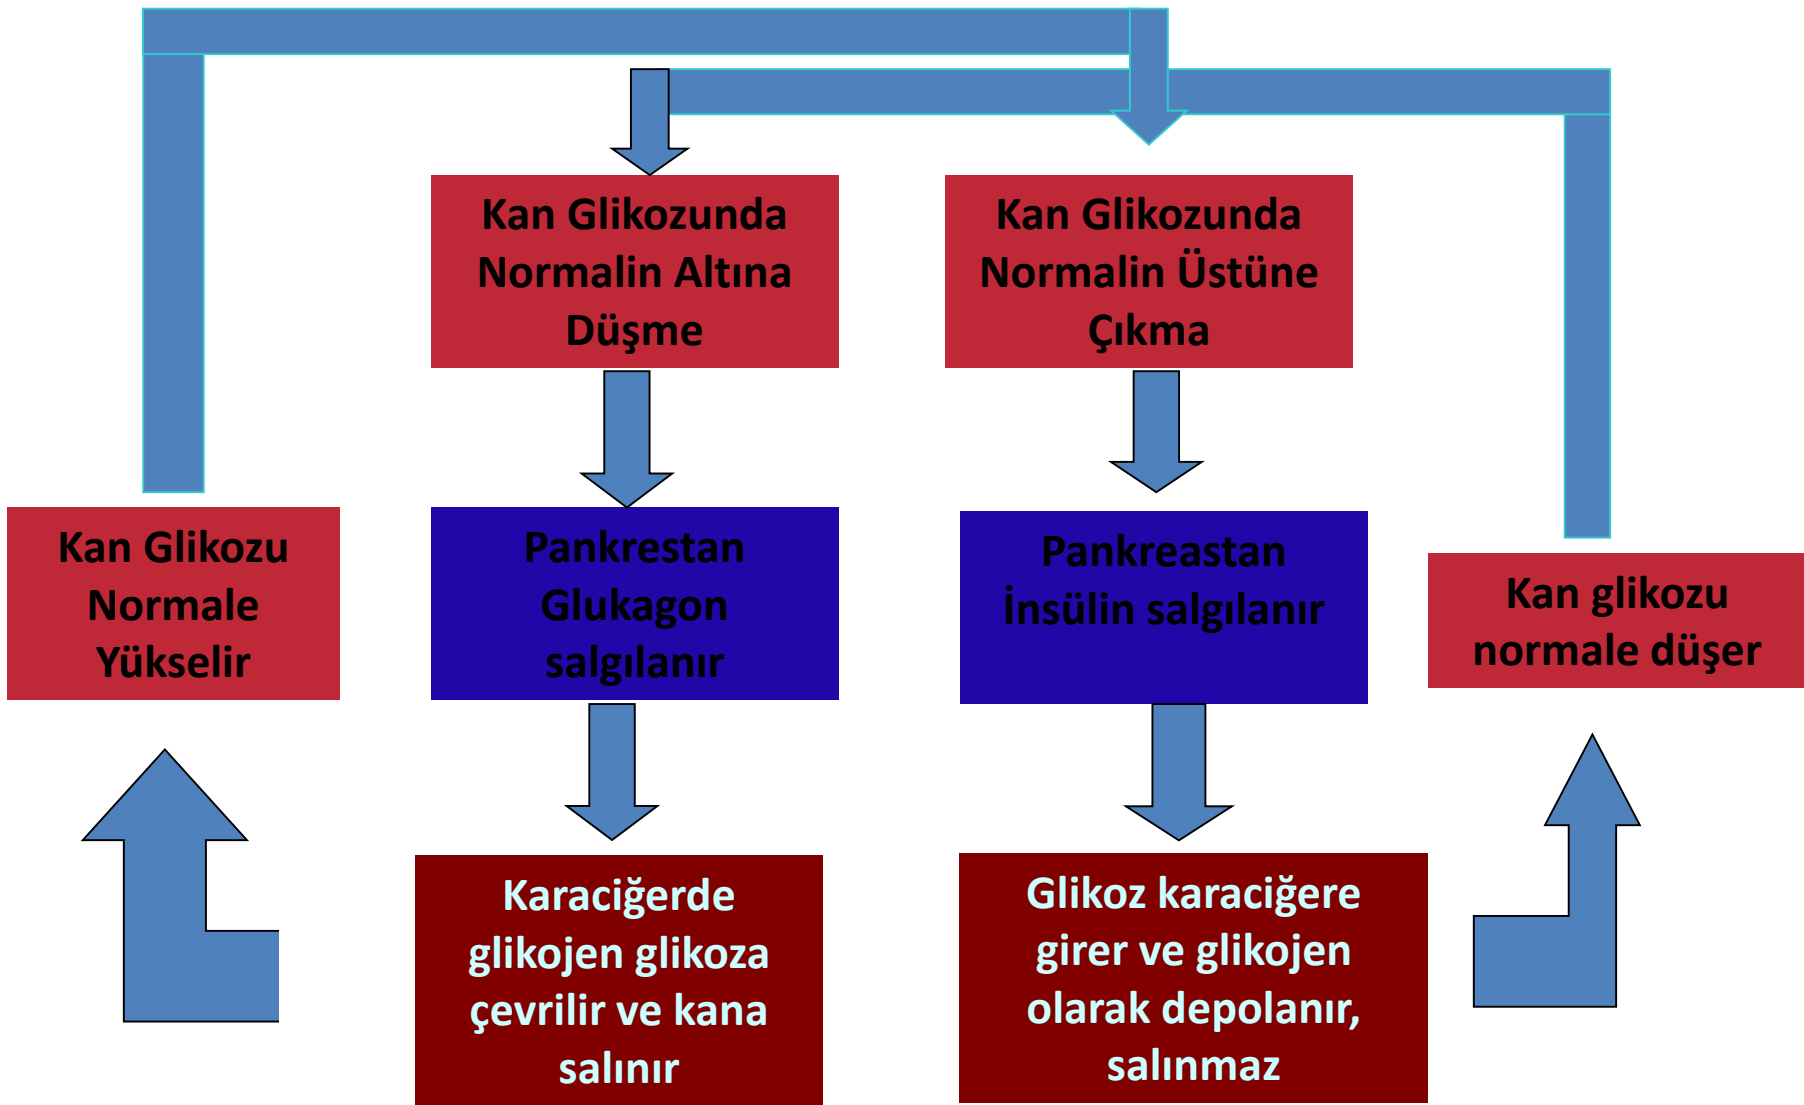 Kan Glikozunda
Normalin Altına
Düşme
Kan Glikozunda
Normalin Üstüne
Çıkma
Kan Glikozu
Normale
Yükselir
Pankrestan
Glukagon
salgılanır
Pankreastan
İnsülin salgılanır
Kan glikozu
normale düşer
Karaciğerde
glikojen glikoza
çevrilir ve kana
salınır
Glikoz karaciğere
girer ve glikojen
olarak depolanır,
salınmaz